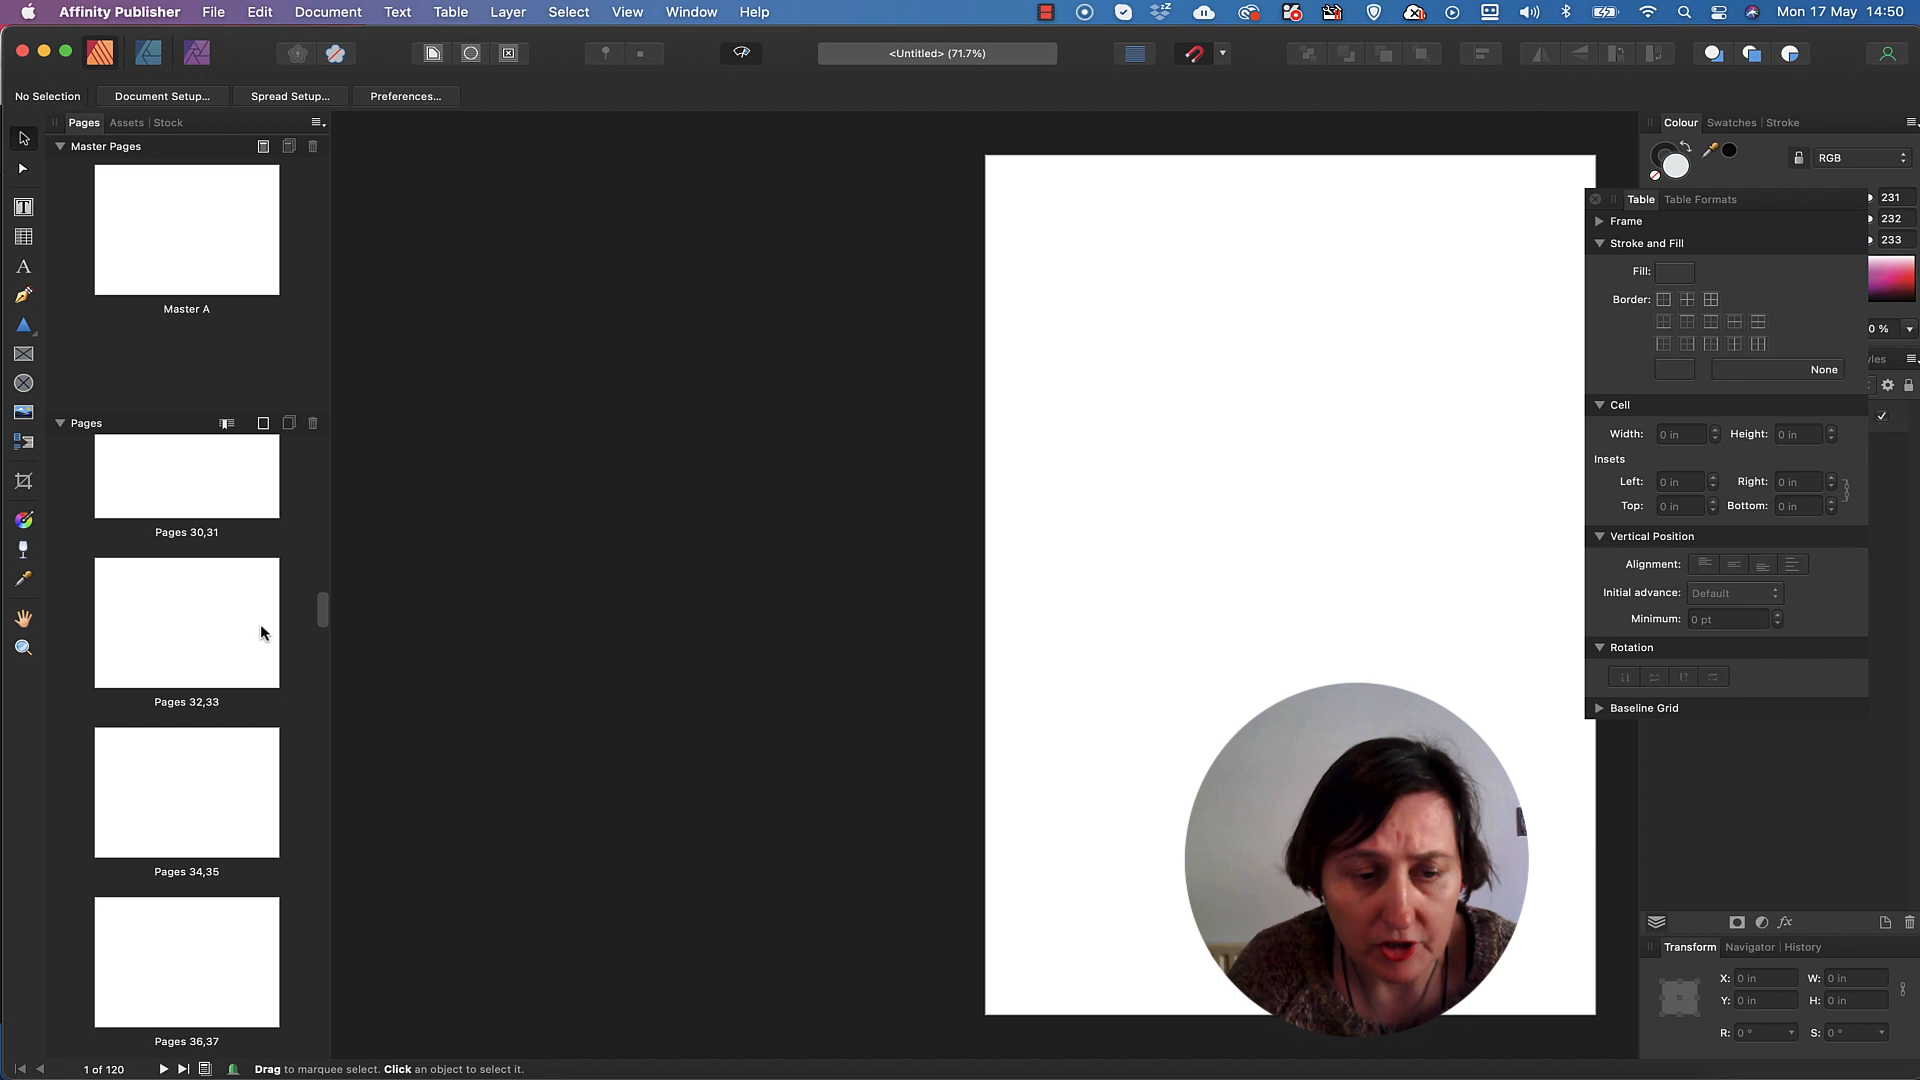 Affinity Publisher File Edit Document Text Table Layer Select View Window Help Mon 17 May 14:50
<Untitled> (71.7%)
No Selection Document Setup... Spread Setup... Preferences...
Pages Assets Stock
Master Pages
Master A
Pages
Pages 30,31
Pages 32,33
Pages 34,35
Pages 36,37
Colour Swatches Stroke
RGB
231
232
233
0 %
Table Table Formats
Frame
Stroke and Fill
Fill:
Border:
None
Cell
Width: 0 in Height: 0 in
Insets
Left: 0 in Right: 0 in
Top: 0 in Bottom: 0 in
Vertical Position
Alignment:
Initial advance: Default
Minimum: 0 pt
Rotation
Baseline Grid
fx
Transform Navigator History
X: 0 in W: 0 in
Y: 0 in H: 0 in
R: 0 ° S: 0 °
1 of 120 Drag to marquee select. Click an object to select it.